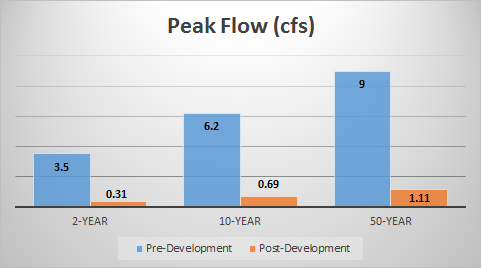 Peak Flow (cfs)
3.5
0.31
6.2
0.69
9
1.11
2-YEAR
10-YEAR
50-YEAR
Pre-Development
Post-Development